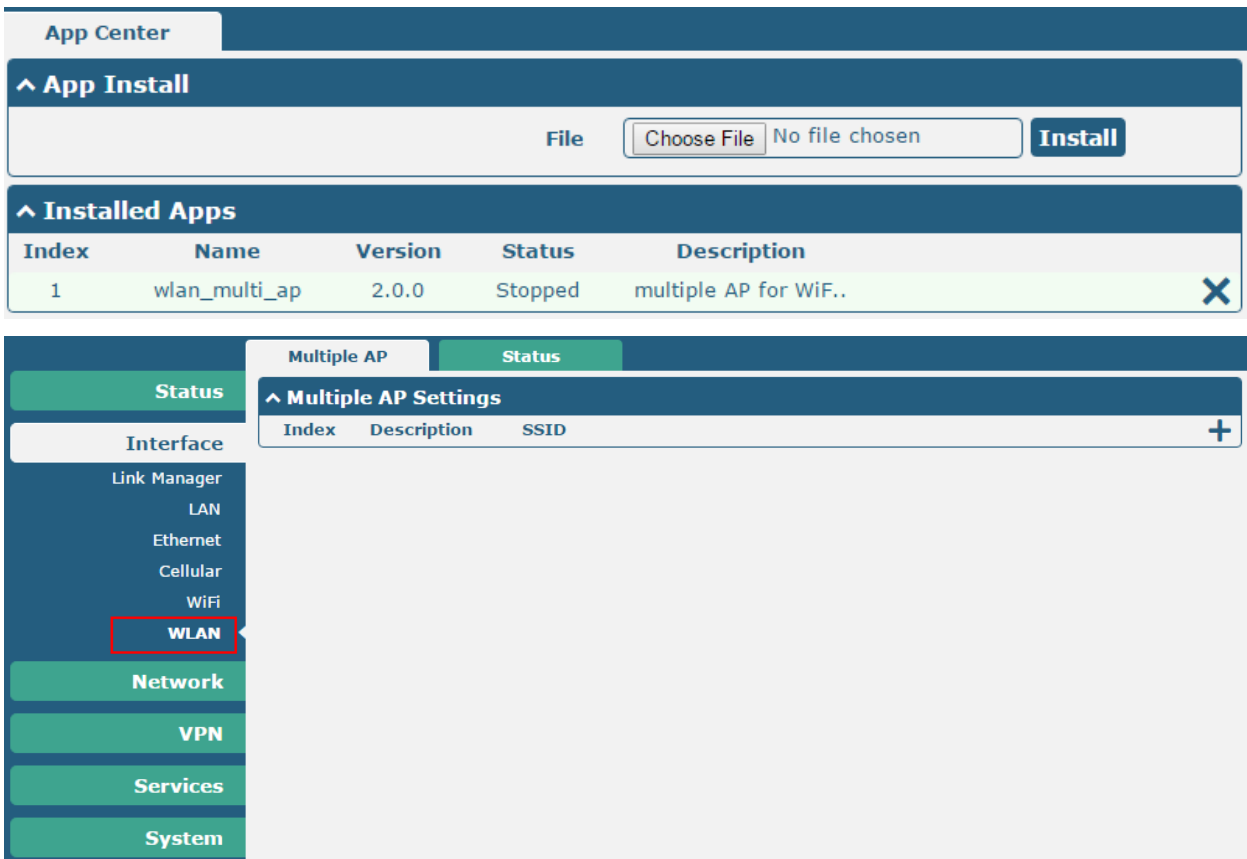 App Center
App Install
File Choose File No file chosen Install
Installed Apps
Index Name Version Status Description
1 wlan_multi_ap 2.0.0 Stopped multiple AP for WiF..
Multiple AP Status
Status
Multiple AP Settings
Index Description SSID
Interface
Link Manager
LAN
Ethernet
Cellular
WiFi
WLAN
Network
VPN
Services
System